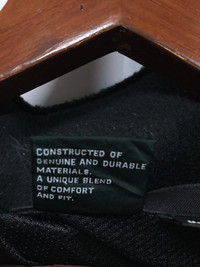 CONSTRUCTED OF
GENUINE AND DURABLE
MATERIALS.
A UNIQUE BLEND
OF COMFORT
AND FIT.